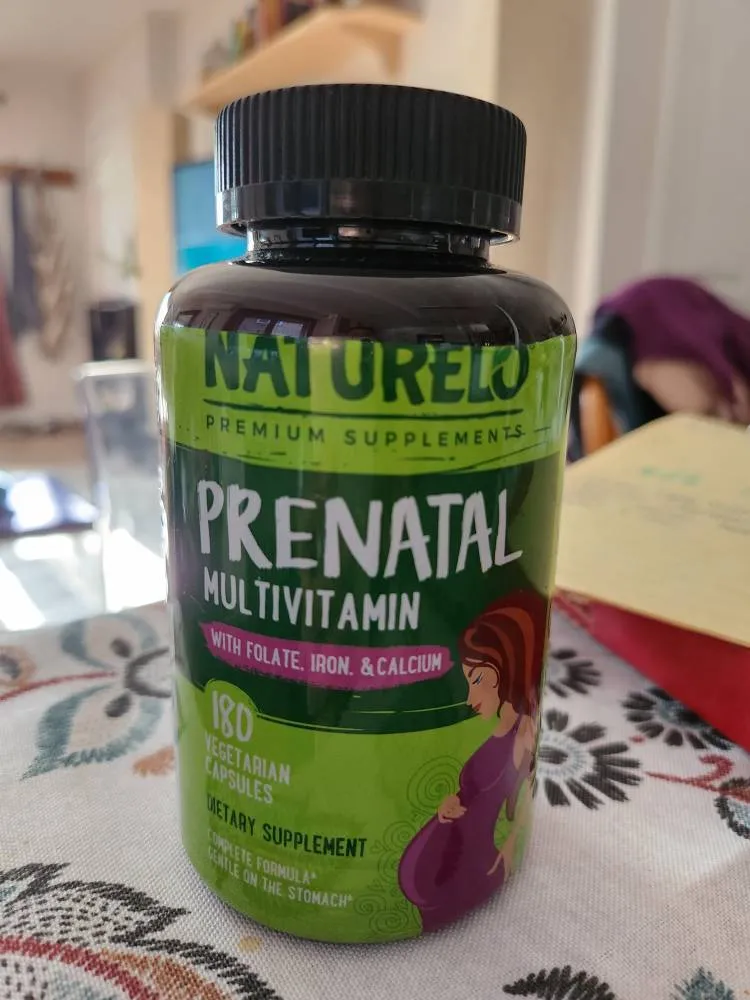 NATURELO
PREMIUM SUPPLEMENTS
PRENATAL
MULTIVITAMIN
WITH FOLATE, IRON, & CALCIUM
180
VEGETARIAN
CAPSULES
DIETARY SUPPLEMENT
COMPLETE FORMULA*
GENTLE ON THE STOMACH*